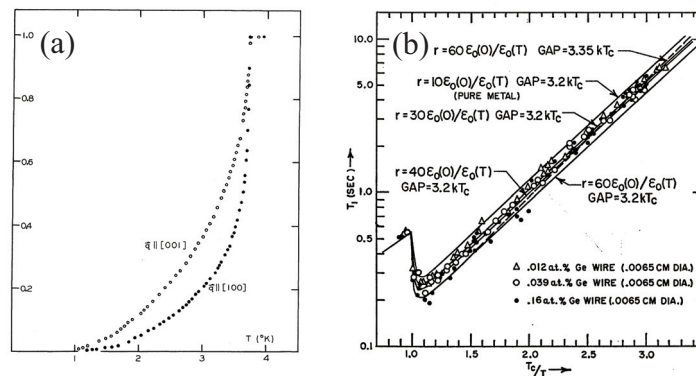 (a)
1.0
0.8
0.6
0.4
0.2
q̄ || [001]
q̄ || [100]
T (°K)
1
2
3
4
(b)
r = 60 ε₀(0)/ε₀(T) GAP = 3.35 kTc
r = 10 ε₀(0)/ε₀(T) GAP = 3.2 kTc
(PURE METAL)
r = 30 ε₀(0)/ε₀(T) GAP = 3.2 kTc
r = 40 ε₀(0)/ε₀(T)
GAP = 3.2 kTc
r = 60 ε₀(0)/ε₀(T)
GAP = 3.2 kTc
10.0
5.0
1.0
0.5
0.1
T₁ (SEC) →
△ .012 at.% Ge WIRE (.0065 CM DIA.)
○ .039 at.% Ge WIRE (.0065 CM DIA.)
• .16 at.% Ge WIRE (.0065 CM DIA.)
1.0
1.5
2.0
2.5
3.0
3.5
Tc/T →